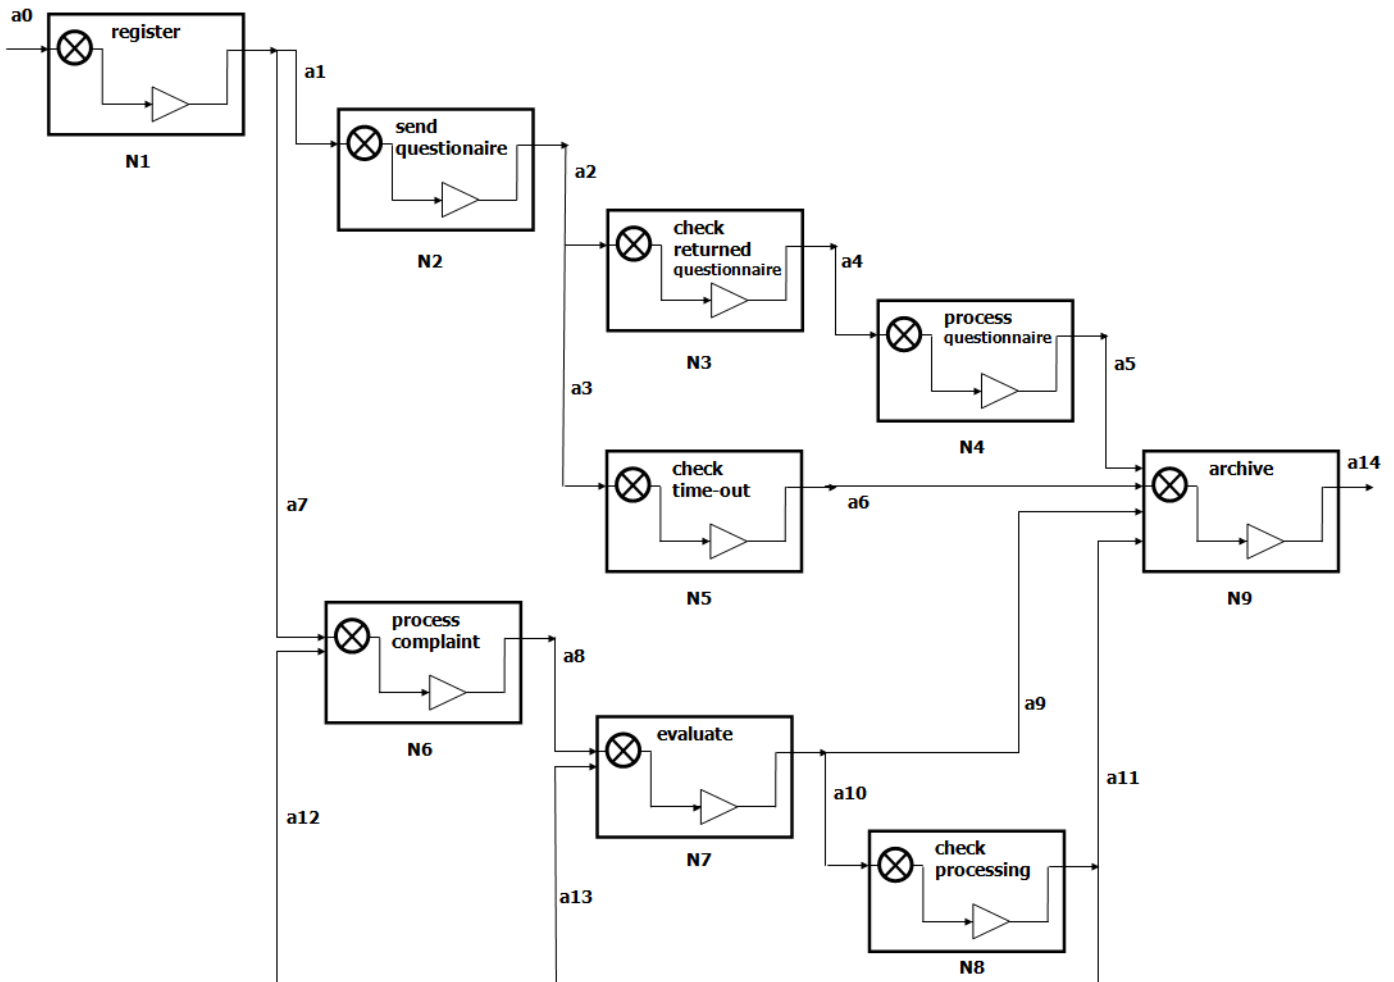 a0
register
a1
N1
send
questionaire
N2
a2
check
returned
questionnaire
N3
a4
process
questionnaire
N4
a5
a3
check
time-out
N5
a6
archive
a14
N9
a7
process
complaint
N6
a8
evaluate
N7
a9
a10
a11
check
processing
N8
a12
a13